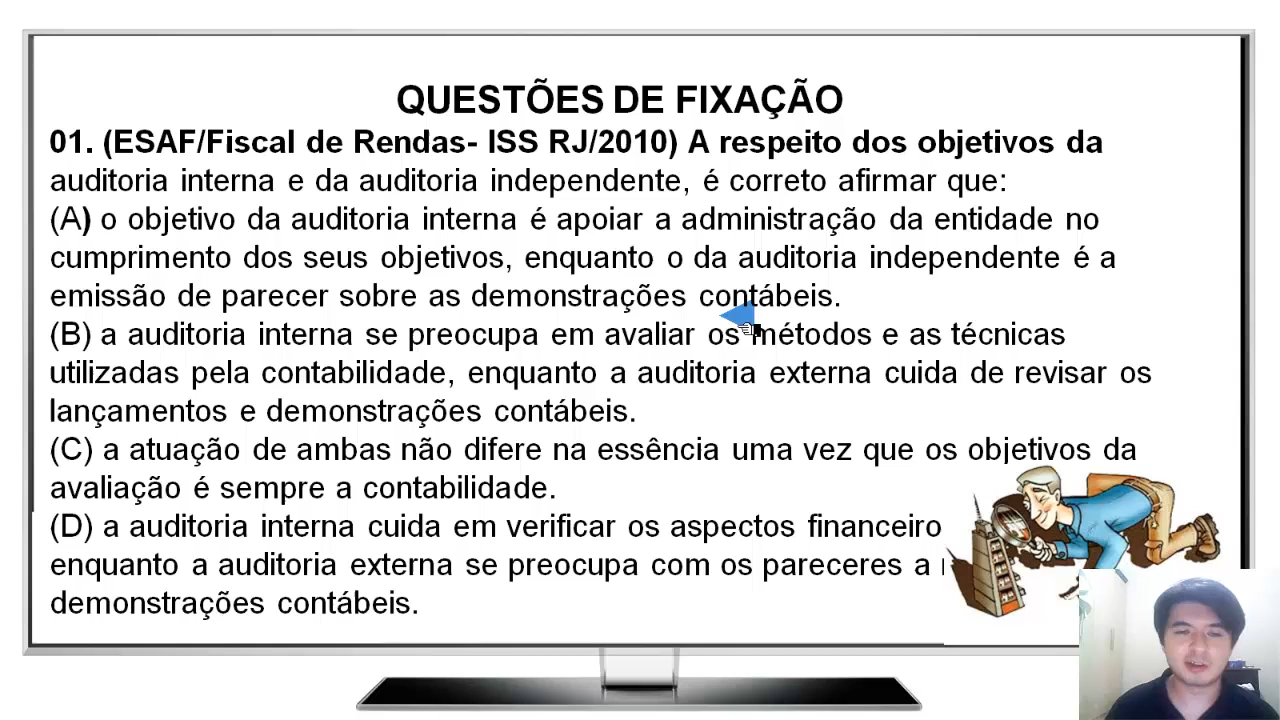 QUESTÕES DE FIXAÇÃO
01. (ESAF/Fiscal de Rendas- ISS RJ/2010) A respeito dos objetivos da
auditoria interna e da auditoria independente, é correto afirmar que:
(A) o objetivo da auditoria interna é apoiar a administração da entidade no
cumprimento dos seus objetivos, enquanto o da auditoria independente é a
emissão de parecer sobre as demonstrações contábeis.
(B) a auditoria interna se preocupa em avaliar os métodos e as técnicas
utilizadas pela contabilidade, enquanto a auditoria externa cuida de revisar os
lançamentos e demonstrações contábeis.
(C) a atuação de ambas não difere na essência uma vez que os objetivos da
avaliação é sempre a contabilidade.
(D) a auditoria interna cuida em verificar os aspectos financeiro
enquanto a auditoria externa se preocupa com os pareceres a
demonstrações contábeis.